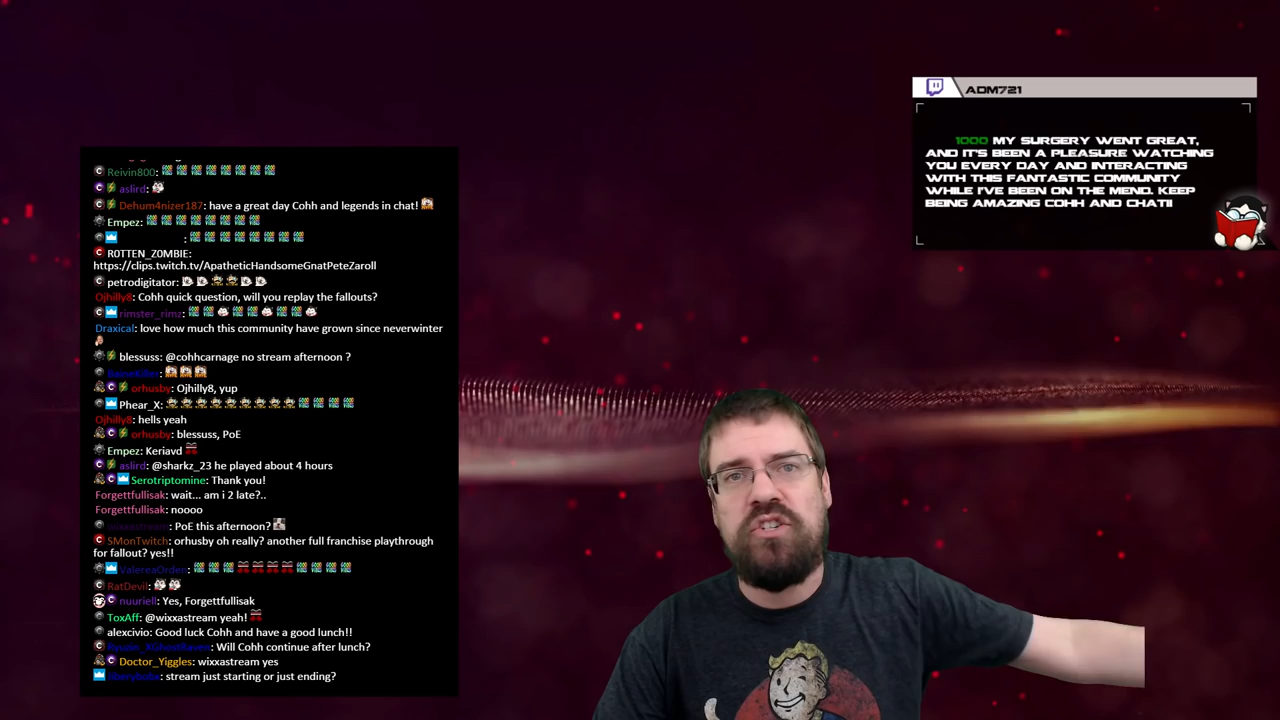 Reivin800:
aslird:
Dehum4nizer187: have a great day Cohh and legends in chat!
Empez:
:
R0TTEN_Z0MBIE:
https://clips.twitch.tv/ApatheticHandsomeGnatPeteZaroll
petrodigitator:
Ojhilly8: Cohh quick question, will you replay the fallouts?
rimster_rimz:
Draxical: love how much this community have grown since neverwinter
blessuss: @cohhcarnage no stream afternoon ?
orhusby: Ojhilly8, yup
Phear_X:
Ojhilly8: hells yeah
orhusby: blessuss, PoE
Empez: Keriavd
aslird: @sharkz_23 he played about 4 hours
Serotriptomine: Thank you!
Forgettfullisak: wait... am i 2 late?..
Forgettfullisak: noooo
wixxastream: PoE this afternoon?
SMonTwitch: orhusby oh really? another full franchise playthrough
for fallout? yes!!
ValereaOrden:
RatDevil:
nuuriell: Yes, Forgettfullisak
ToxAff: @wixxastream yeah!
alexcivio: Good luck Cohh and have a good lunch!!
Will Cohh continue after lunch?
Doctor_Yiggles: wixxastream yes
stream just starting or just ending?
ADM721
1000 MY SURGERY WENT GREAT,
AND IT'S BEEN A PLEASURE WATCHING
YOU EVERY DAY AND INTERACTING
WITH THIS FANTASTIC COMMUNITY
WHILE I'VE BEEN ON THE MEND. KEEP
BEING AMAZING COHH AND CHAT!!